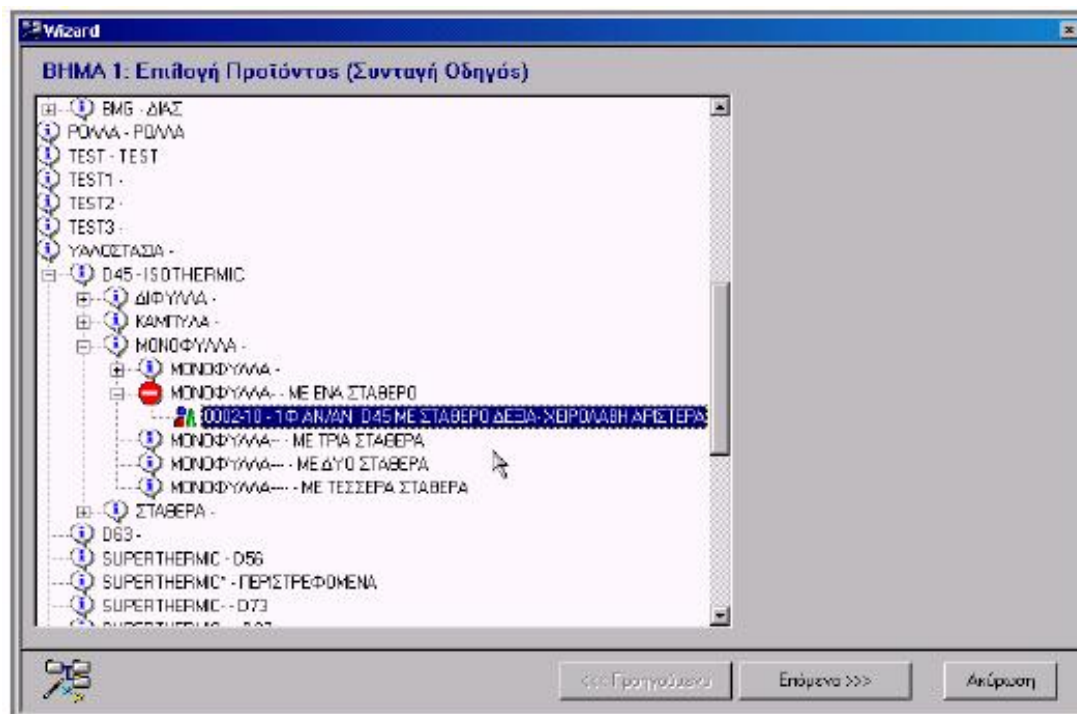 Wizard
ΒΗΜΑ 1: Επιλογή Προϊόντος (Συνταγή Οδηγός)
BMG - ΔΙΑΣ
ΡΟΛΛΑ - ΡΟΛΛΑ
TEST - TEST
TEST1 -
TEST2 -
TEST3 -
ΥΑΛΟΣΤΑΣΙΑ -
D45 - ISOTHERMIC
ΔΙΦΥΛΛΑ -
ΚΑΜΠΥΛΑ -
ΜΟΝΟΦΥΛΛΑ -
ΜΟΝΟΦΥΛΛΑ -
ΜΟΝΟΦΥΛΛΑ- - ΜΕ ΕΝΑ ΣΤΑΘΕΡΟ
0002-10 - 1Φ ΑΝ/ΑΝ D45 ΜΕ ΣΤΑΘΕΡΟ ΔΕΞΙΑ-ΧΕΙΡΟΛΑΒΗ ΑΡΙΣΤΕΡΑ
ΜΟΝΟΦΥΛΛΑ-- - ΜΕ ΤΡΙΑ ΣΤΑΘΕΡΑ
ΜΟΝΟΦΥΛΛΑ--- - ΜΕ ΔΥΟ ΣΤΑΘΕΡΑ
ΜΟΝΟΦΥΛΛΑ---- - ΜΕ ΤΕΣΣΕΡΑ ΣΤΑΘΕΡΑ
ΣΤΑΘΕΡΑ -
D63 -
SUPERTHERMIC - D56
SUPERTHERMIC* - ΠΕΡΙΣΤΡΕΦΟΜΕΝΑ
SUPERTHERMIC- - D73
<<< Προηγούμενο
Επόμενο >>>
Ακύρωση